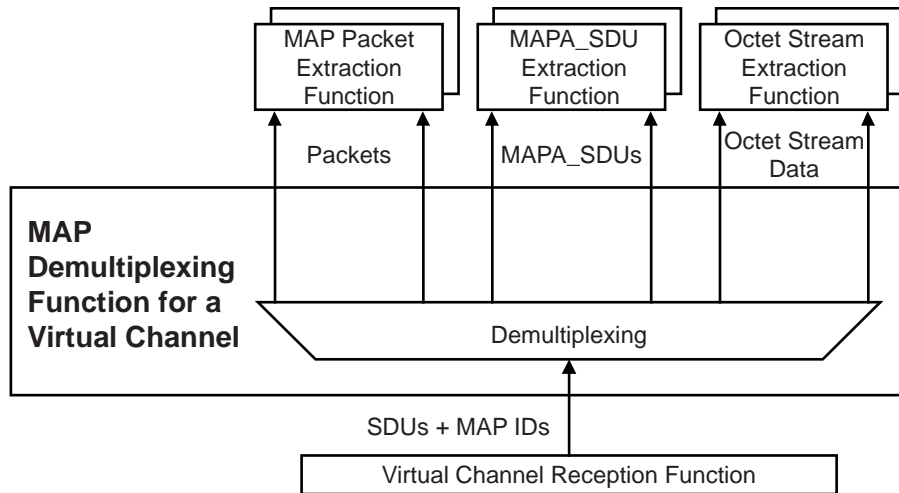 MAP Packet
Extraction
Function
MAPA_SDU
Extraction
Function
Octet Stream
Extraction
Function
Packets
MAPA_SDUs
Octet Stream
Data
MAP
Demultiplexing
Function for a
Virtual Channel
Demultiplexing
SDUs + MAP IDs
Virtual Channel Reception Function